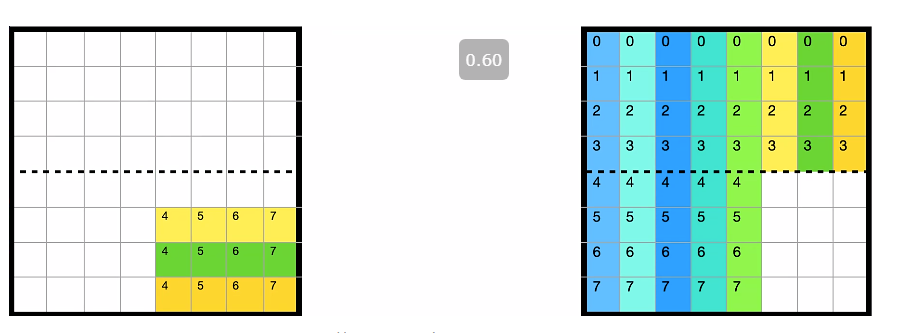 0.60
0 0 0 0 0 0 0 0
1 1 1 1 1 1 1 1
2 2 2 2 2 2 2 2
3 3 3 3 3 3 3 3
4 4 4 4 4
4 5 6 7
5 5 5 5 5
4 5 6 7
6 6 6 6 6
4 5 6 7
7 7 7 7 7